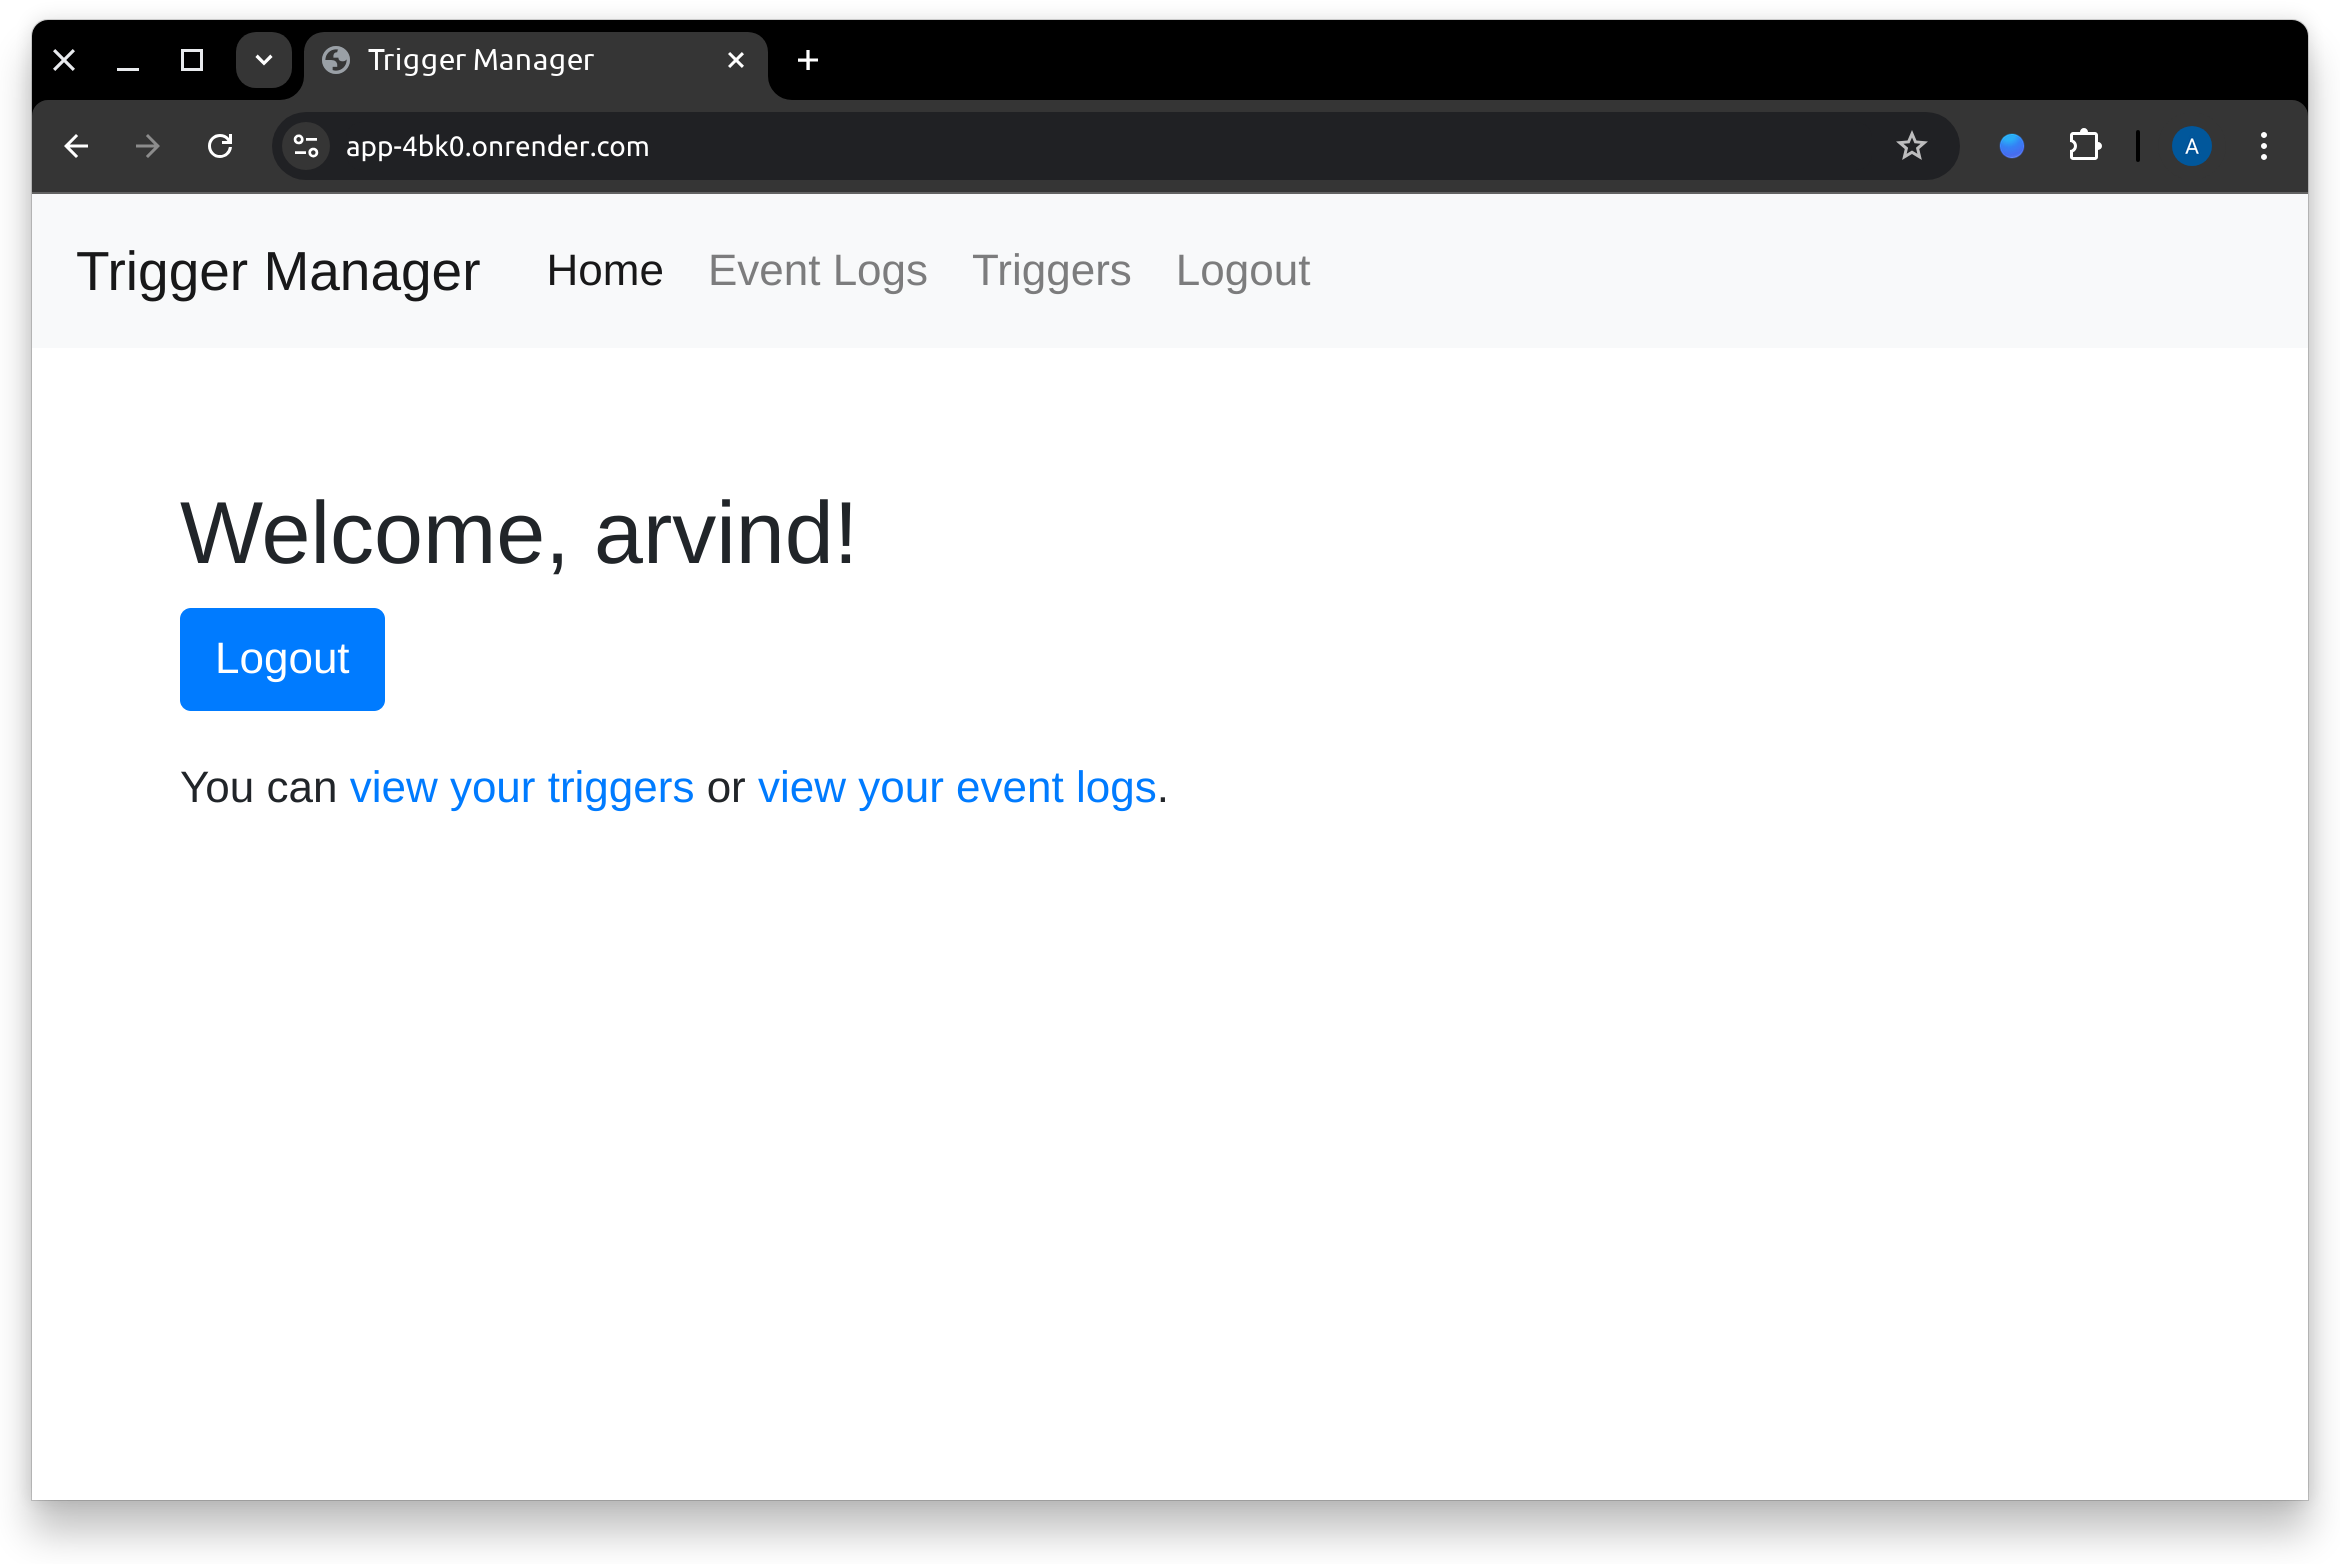 Trigger Manager
app-4bk0.onrender.com
A
Trigger Manager Home Event Logs Triggers Logout
Welcome, arvind!
Logout
You can view your triggers or view your event logs.